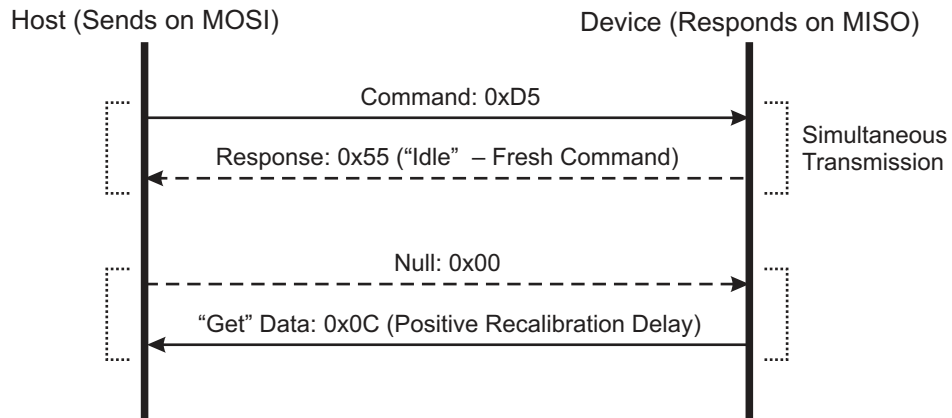 Host (Sends on MOSI)
Device (Responds on MISO)
Command: 0xD5
Response: 0x55 (“Idle” – Fresh Command)
Simultaneous
Transmission
Null: 0x00
“Get” Data: 0x0C (Positive Recalibration Delay)